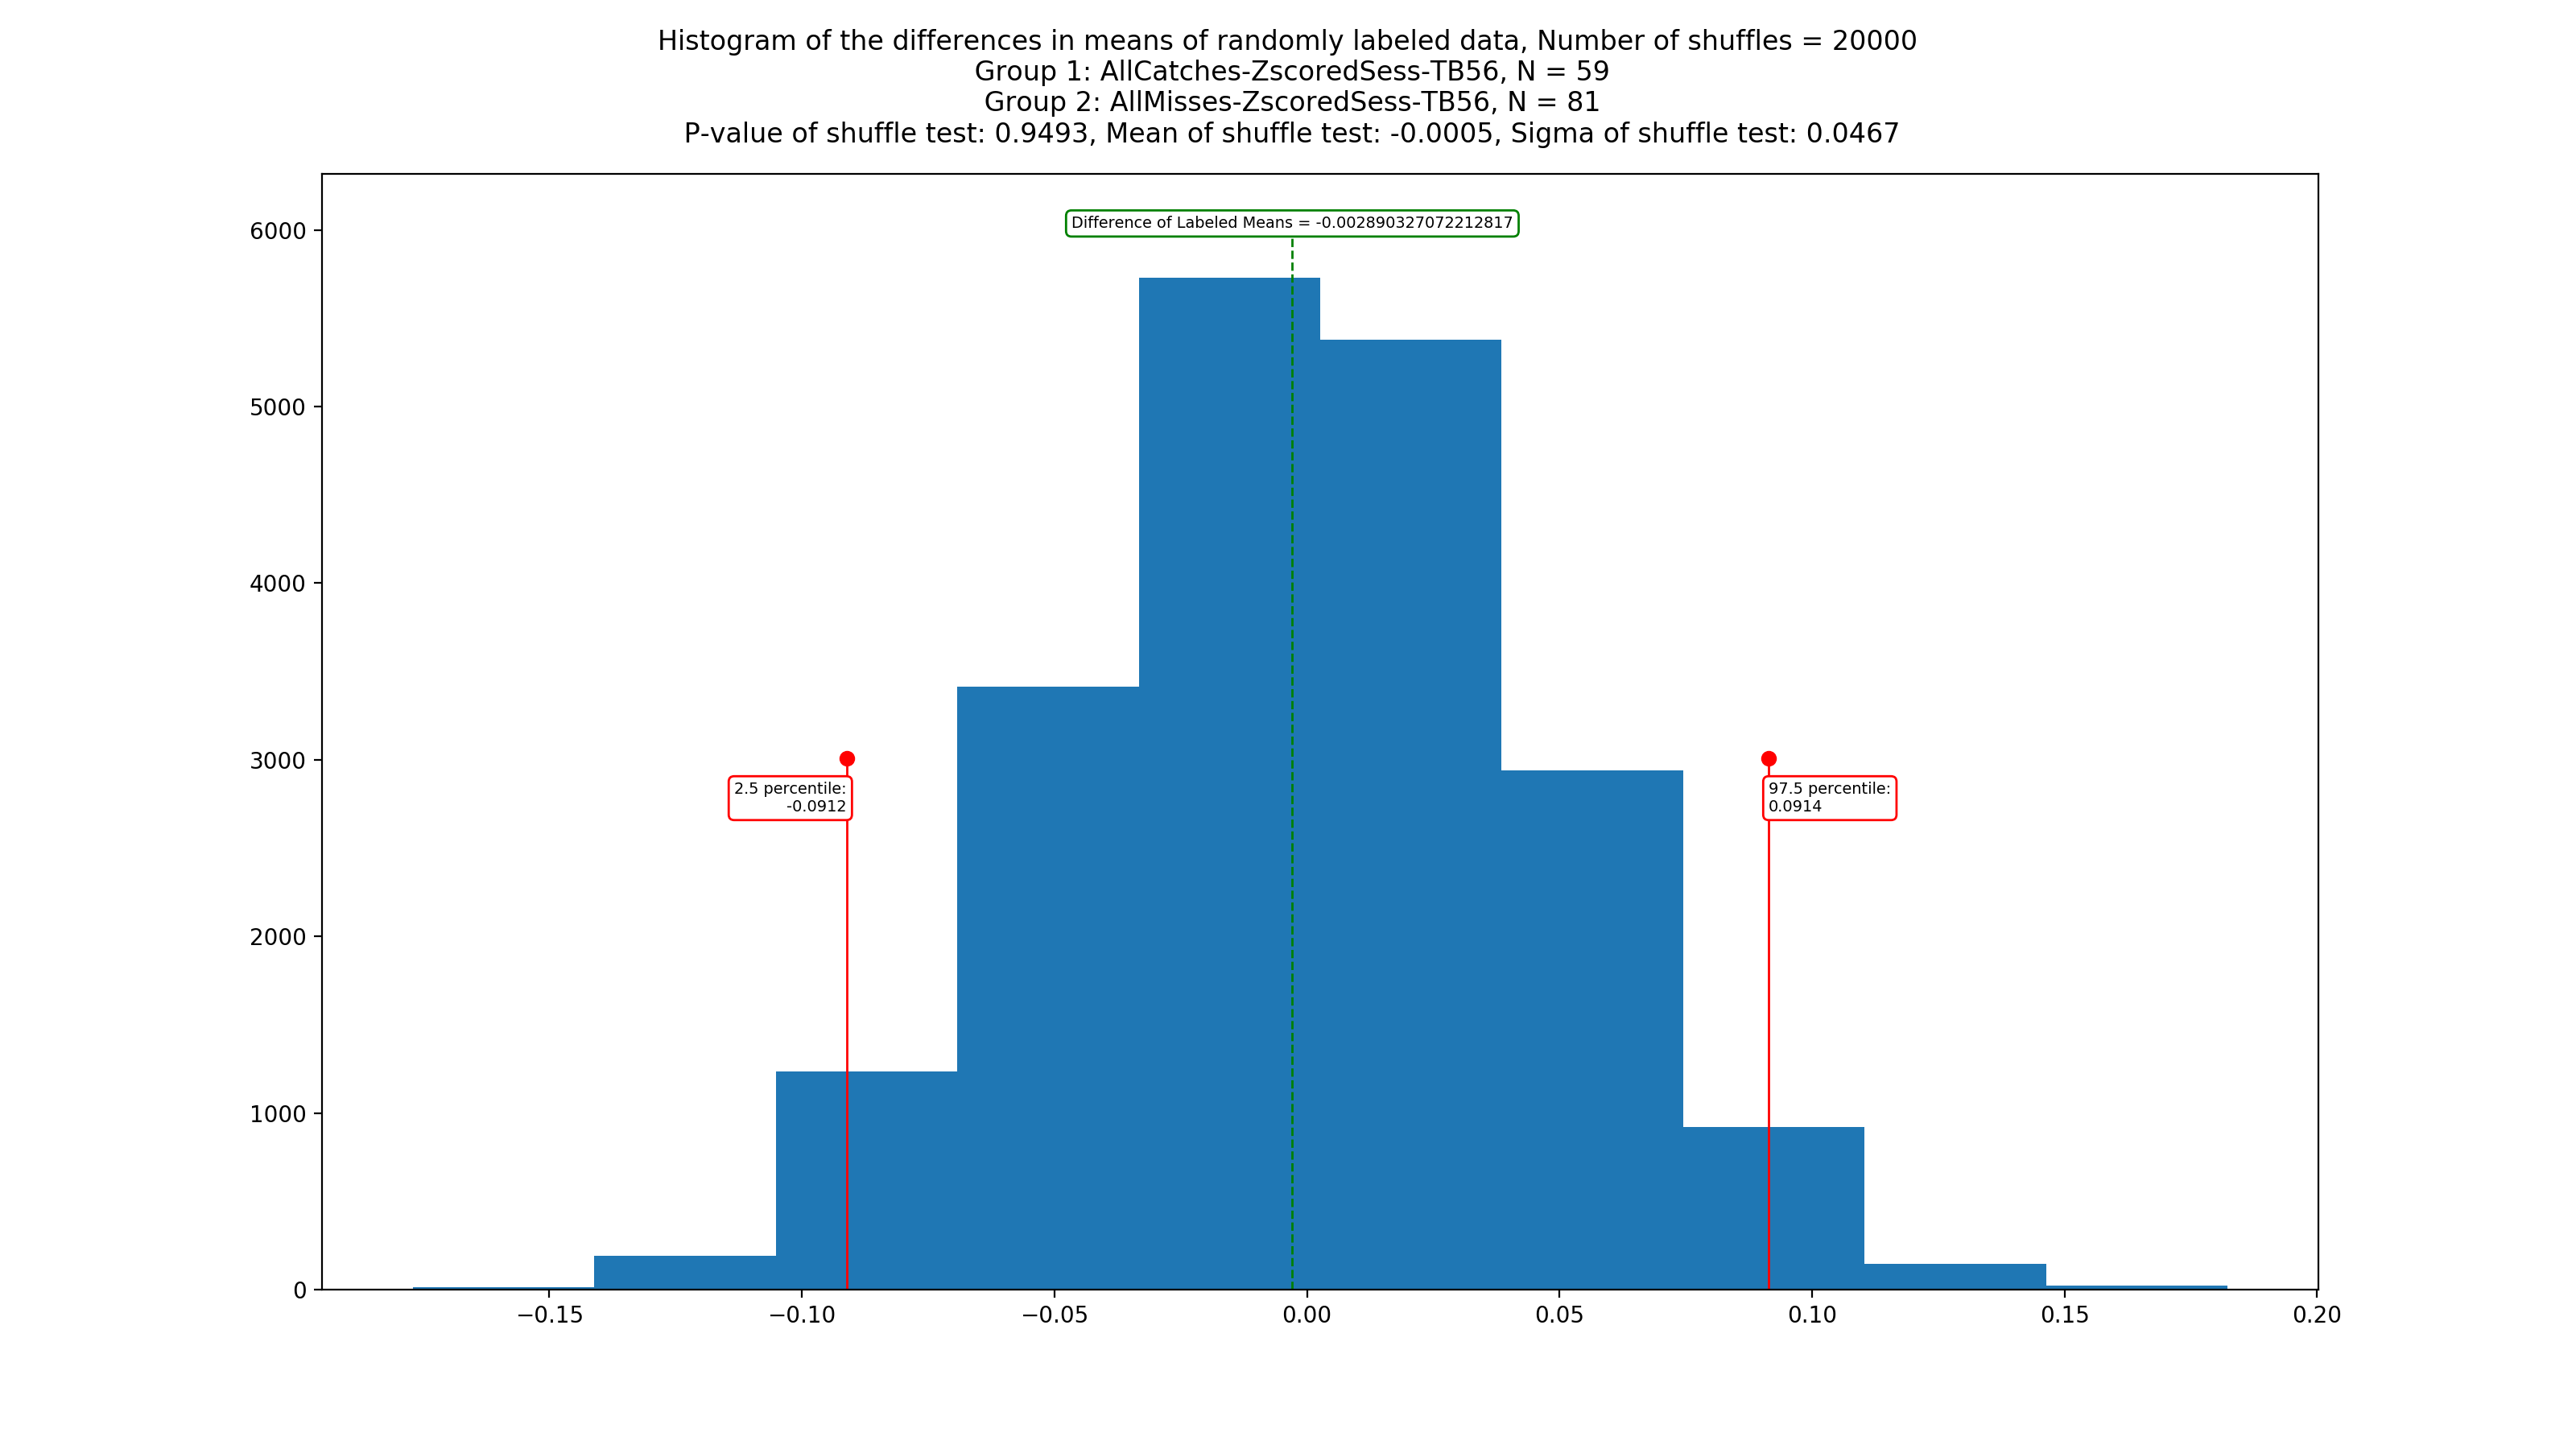 Histogram of the differences in means of randomly labeled data, Number of shuffles = 20000
Group 1: AllCatches-ZscoredSess-TB56, N = 59
Group 2: AllMisses-ZscoredSess-TB56, N = 81
P-value of shuffle test: 0.9493, Mean of shuffle test: -0.0005, Sigma of shuffle test: 0.0467
Difference of Labeled Means = -0.002890327072212817
6000
5000
4000
3000
2.5 percentile:
-0.0912
97.5 percentile:
0.0914
2000
1000
0
−0.15
−0.10
−0.05
0.00
0.05
0.10
0.15
0.20